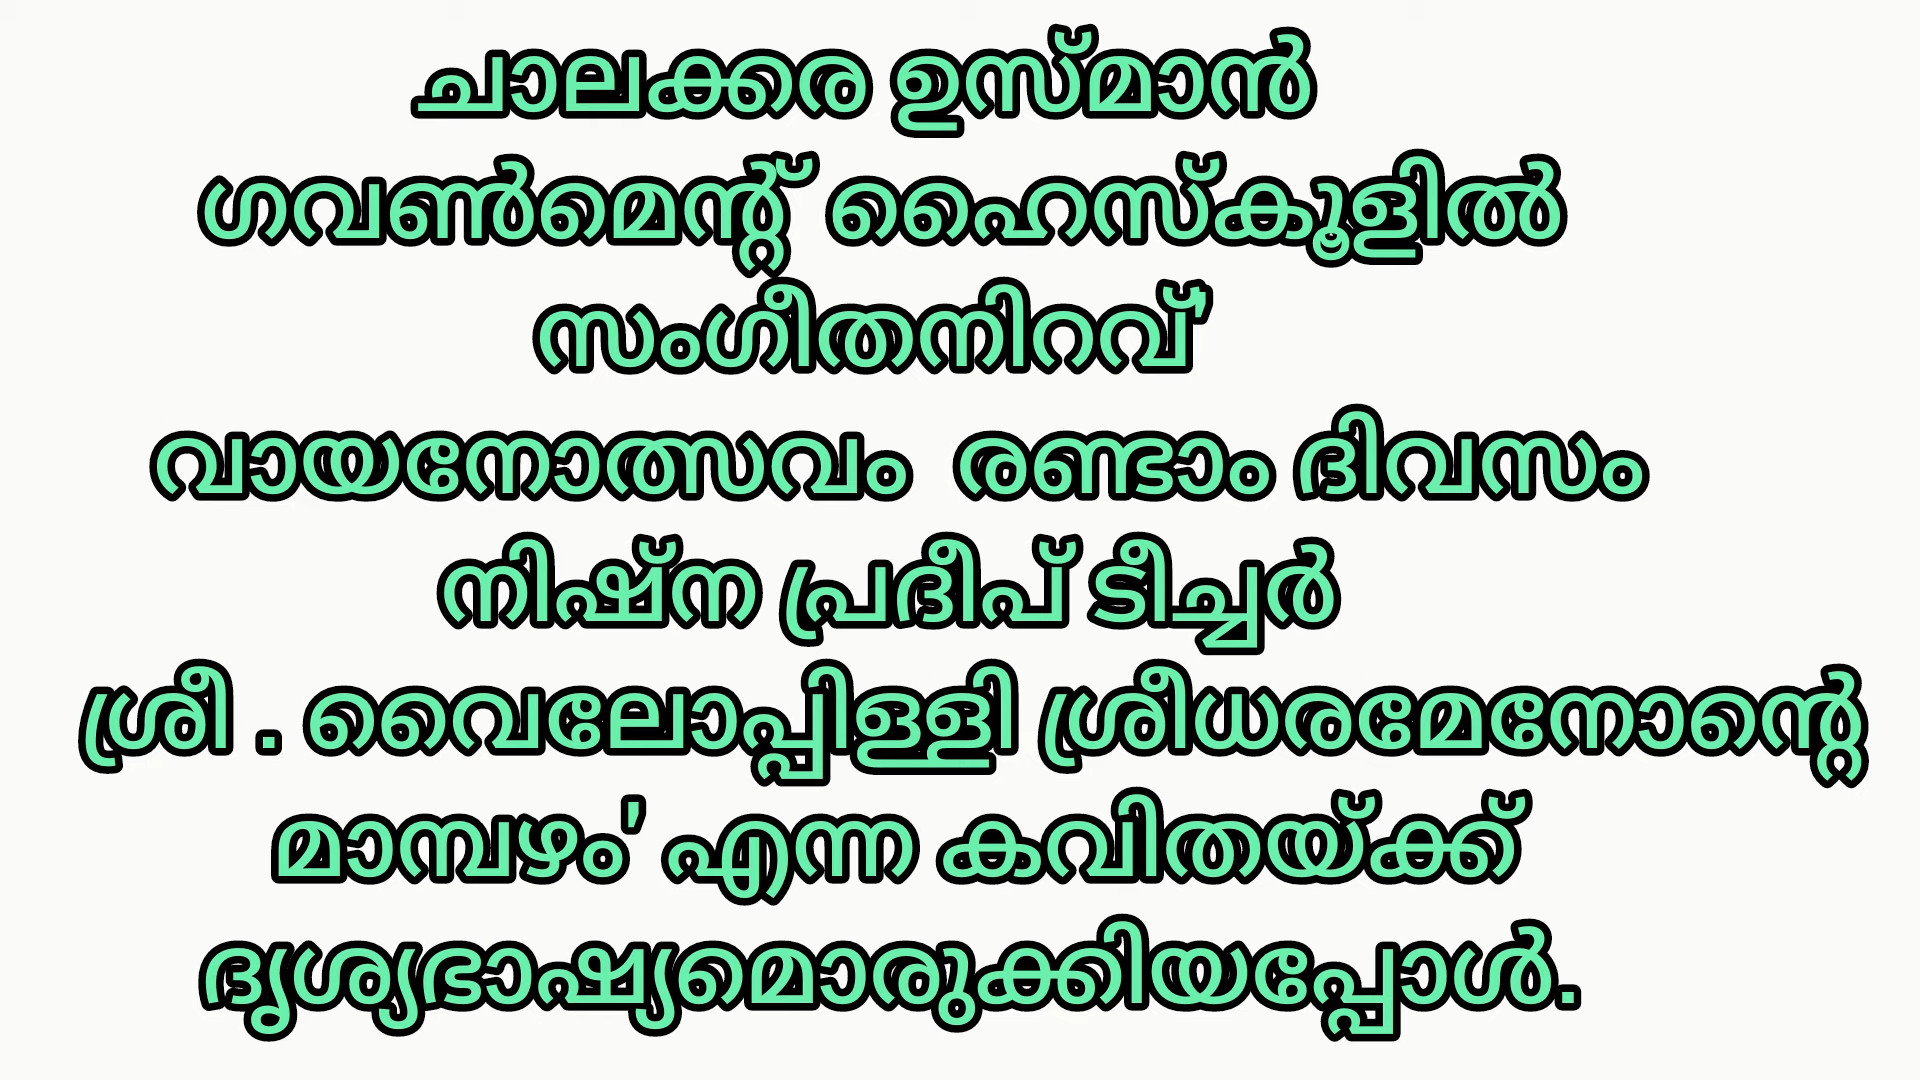 ചാലക്കര ഉസ്മാൻ
ഗവൺമെന്റ് ഹൈസ്കൂളിൽ
സംഗീതനിറവ്'
വായനോത്സവം രണ്ടാം ദിവസം
നിഷ്ന പ്രദീപ് ടീച്ചർ
ശ്രീ . വൈലോപ്പിള്ളി ശ്രീധരമേനോന്റെ
മാമ്പഴം' എന്ന കവിതയ്ക്ക്
ദൃശ്യഭാഷ്യമൊരുക്കിയപ്പോൾ.